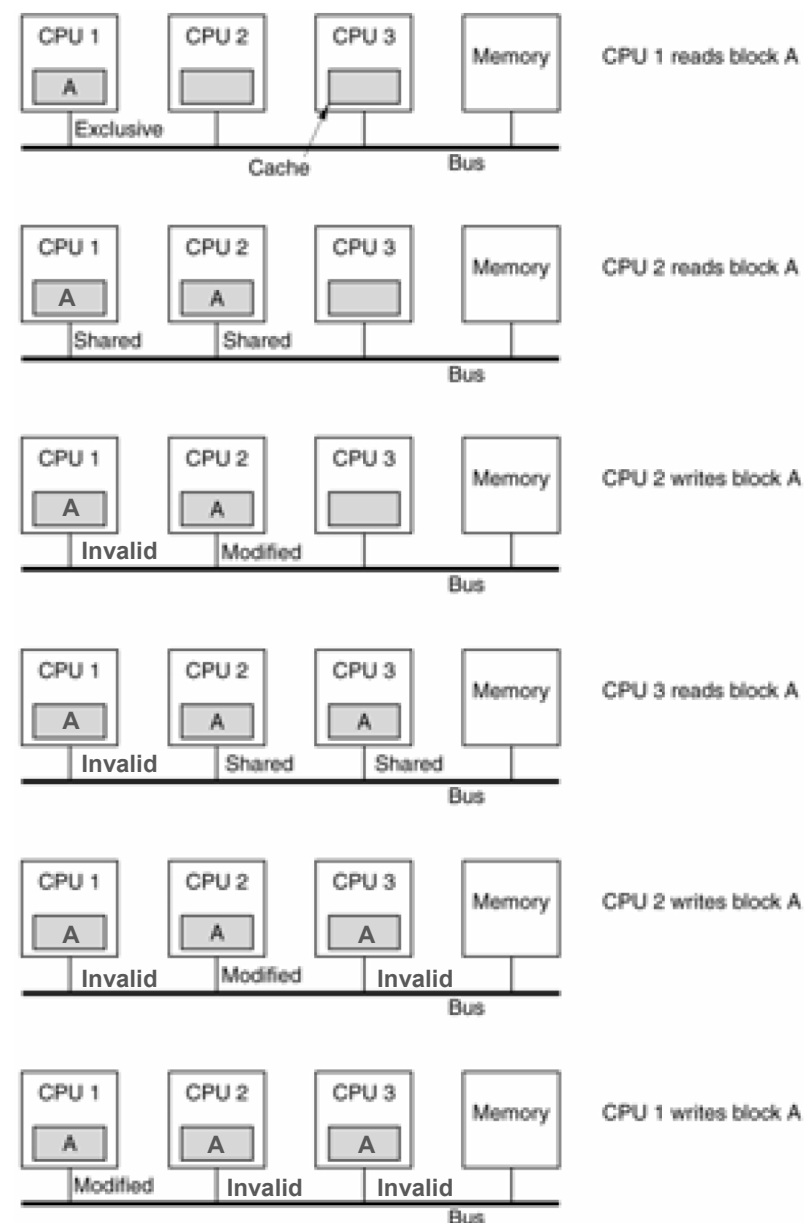 CPU 1 CPU 2 CPU 3 Memory CPU 1 reads block A
A
Exclusive
Cache Bus
CPU 1 CPU 2 CPU 3 Memory CPU 2 reads block A
A A
Shared Shared
Bus
CPU 1 CPU 2 CPU 3 Memory CPU 2 writes block A
A A
Invalid Modified
Bus
CPU 1 CPU 2 CPU 3 Memory CPU 3 reads block A
A A A
Invalid Shared Shared
Bus
CPU 1 CPU 2 CPU 3 Memory CPU 2 writes block A
A A A
Invalid Modified Invalid
Bus
CPU 1 CPU 2 CPU 3 Memory CPU 1 writes block A
A A A
Modified Invalid Invalid
Bus